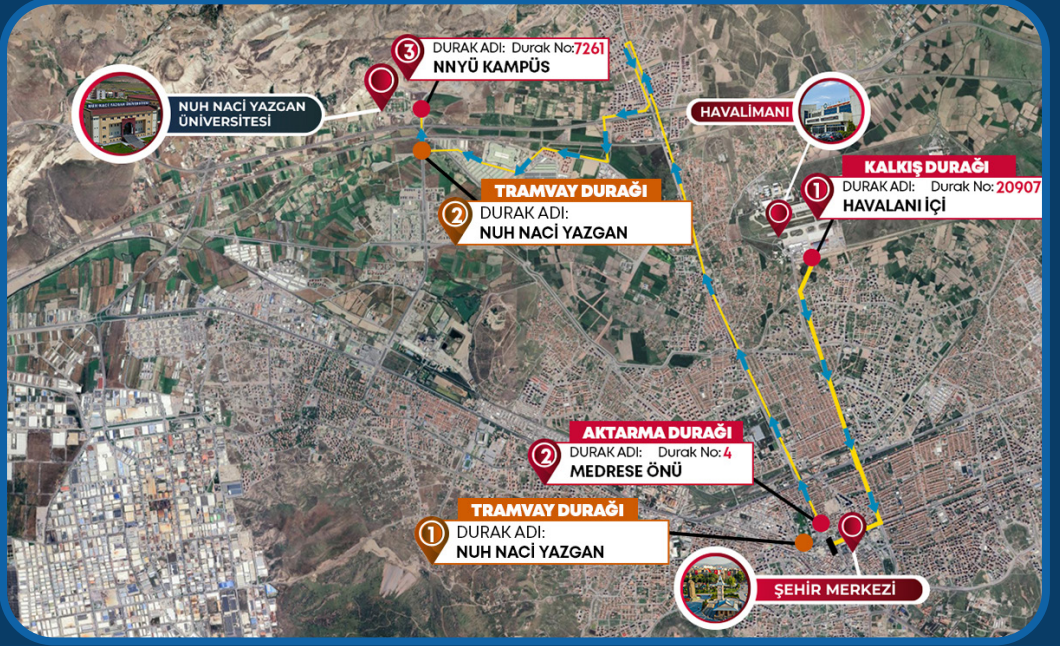 3
DURAK ADI: Durak No:7261
NNYÜ KAMPÜS
NUH NACİ YAZGAN
ÜNİVERSİTESİ
HAVALİMANI
KALKIŞ DURAĞI
1
DURAK ADI: Durak No:20907
HAVALANI İÇİ
TRAMVAY DURAĞI
2
DURAK ADI:
NUH NACİ YAZGAN
AKTARMA DURAĞI
2
DURAK ADI: Durak No:4
MEDRESE ÖNÜ
TRAMVAY DURAĞI
1
DURAK ADI:
NUH NACİ YAZGAN
ŞEHİR MERKEZİ